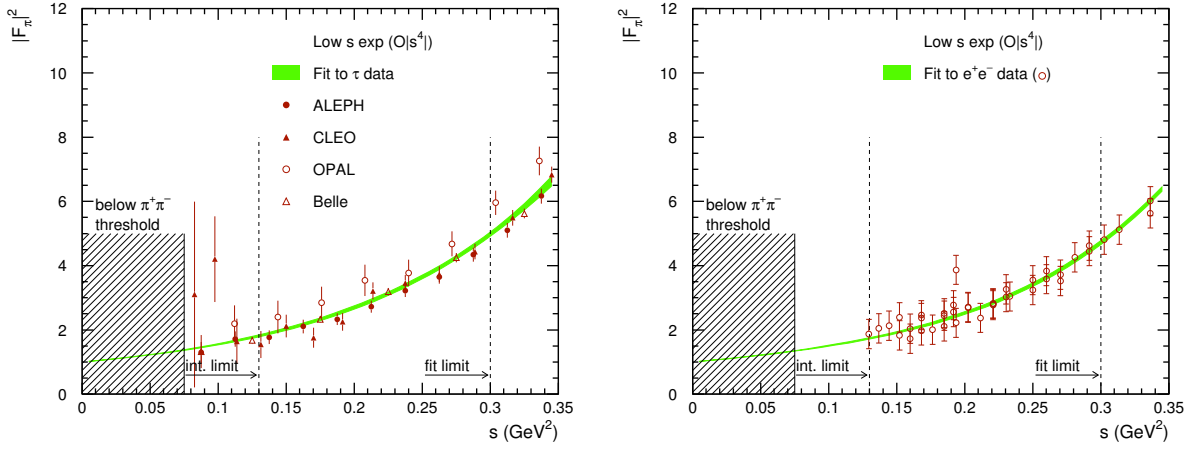 |Fπ|²
Low s exp (O|s⁴|)
Fit to τ data
ALEPH
CLEO
OPAL
Belle
below π⁺π⁻
threshold
int. limit
fit limit
0
2
4
6
8
10
12
0 0.05 0.1 0.15 0.2 0.25 0.3 0.35
s (GeV²)
|Fπ|²
Low s exp (O|s⁴|)
Fit to e⁺e⁻ data (○)
below π⁺π⁻
threshold
int. limit
fit limit
0
2
4
6
8
10
12
0 0.05 0.1 0.15 0.2 0.25 0.3 0.35
s (GeV²)